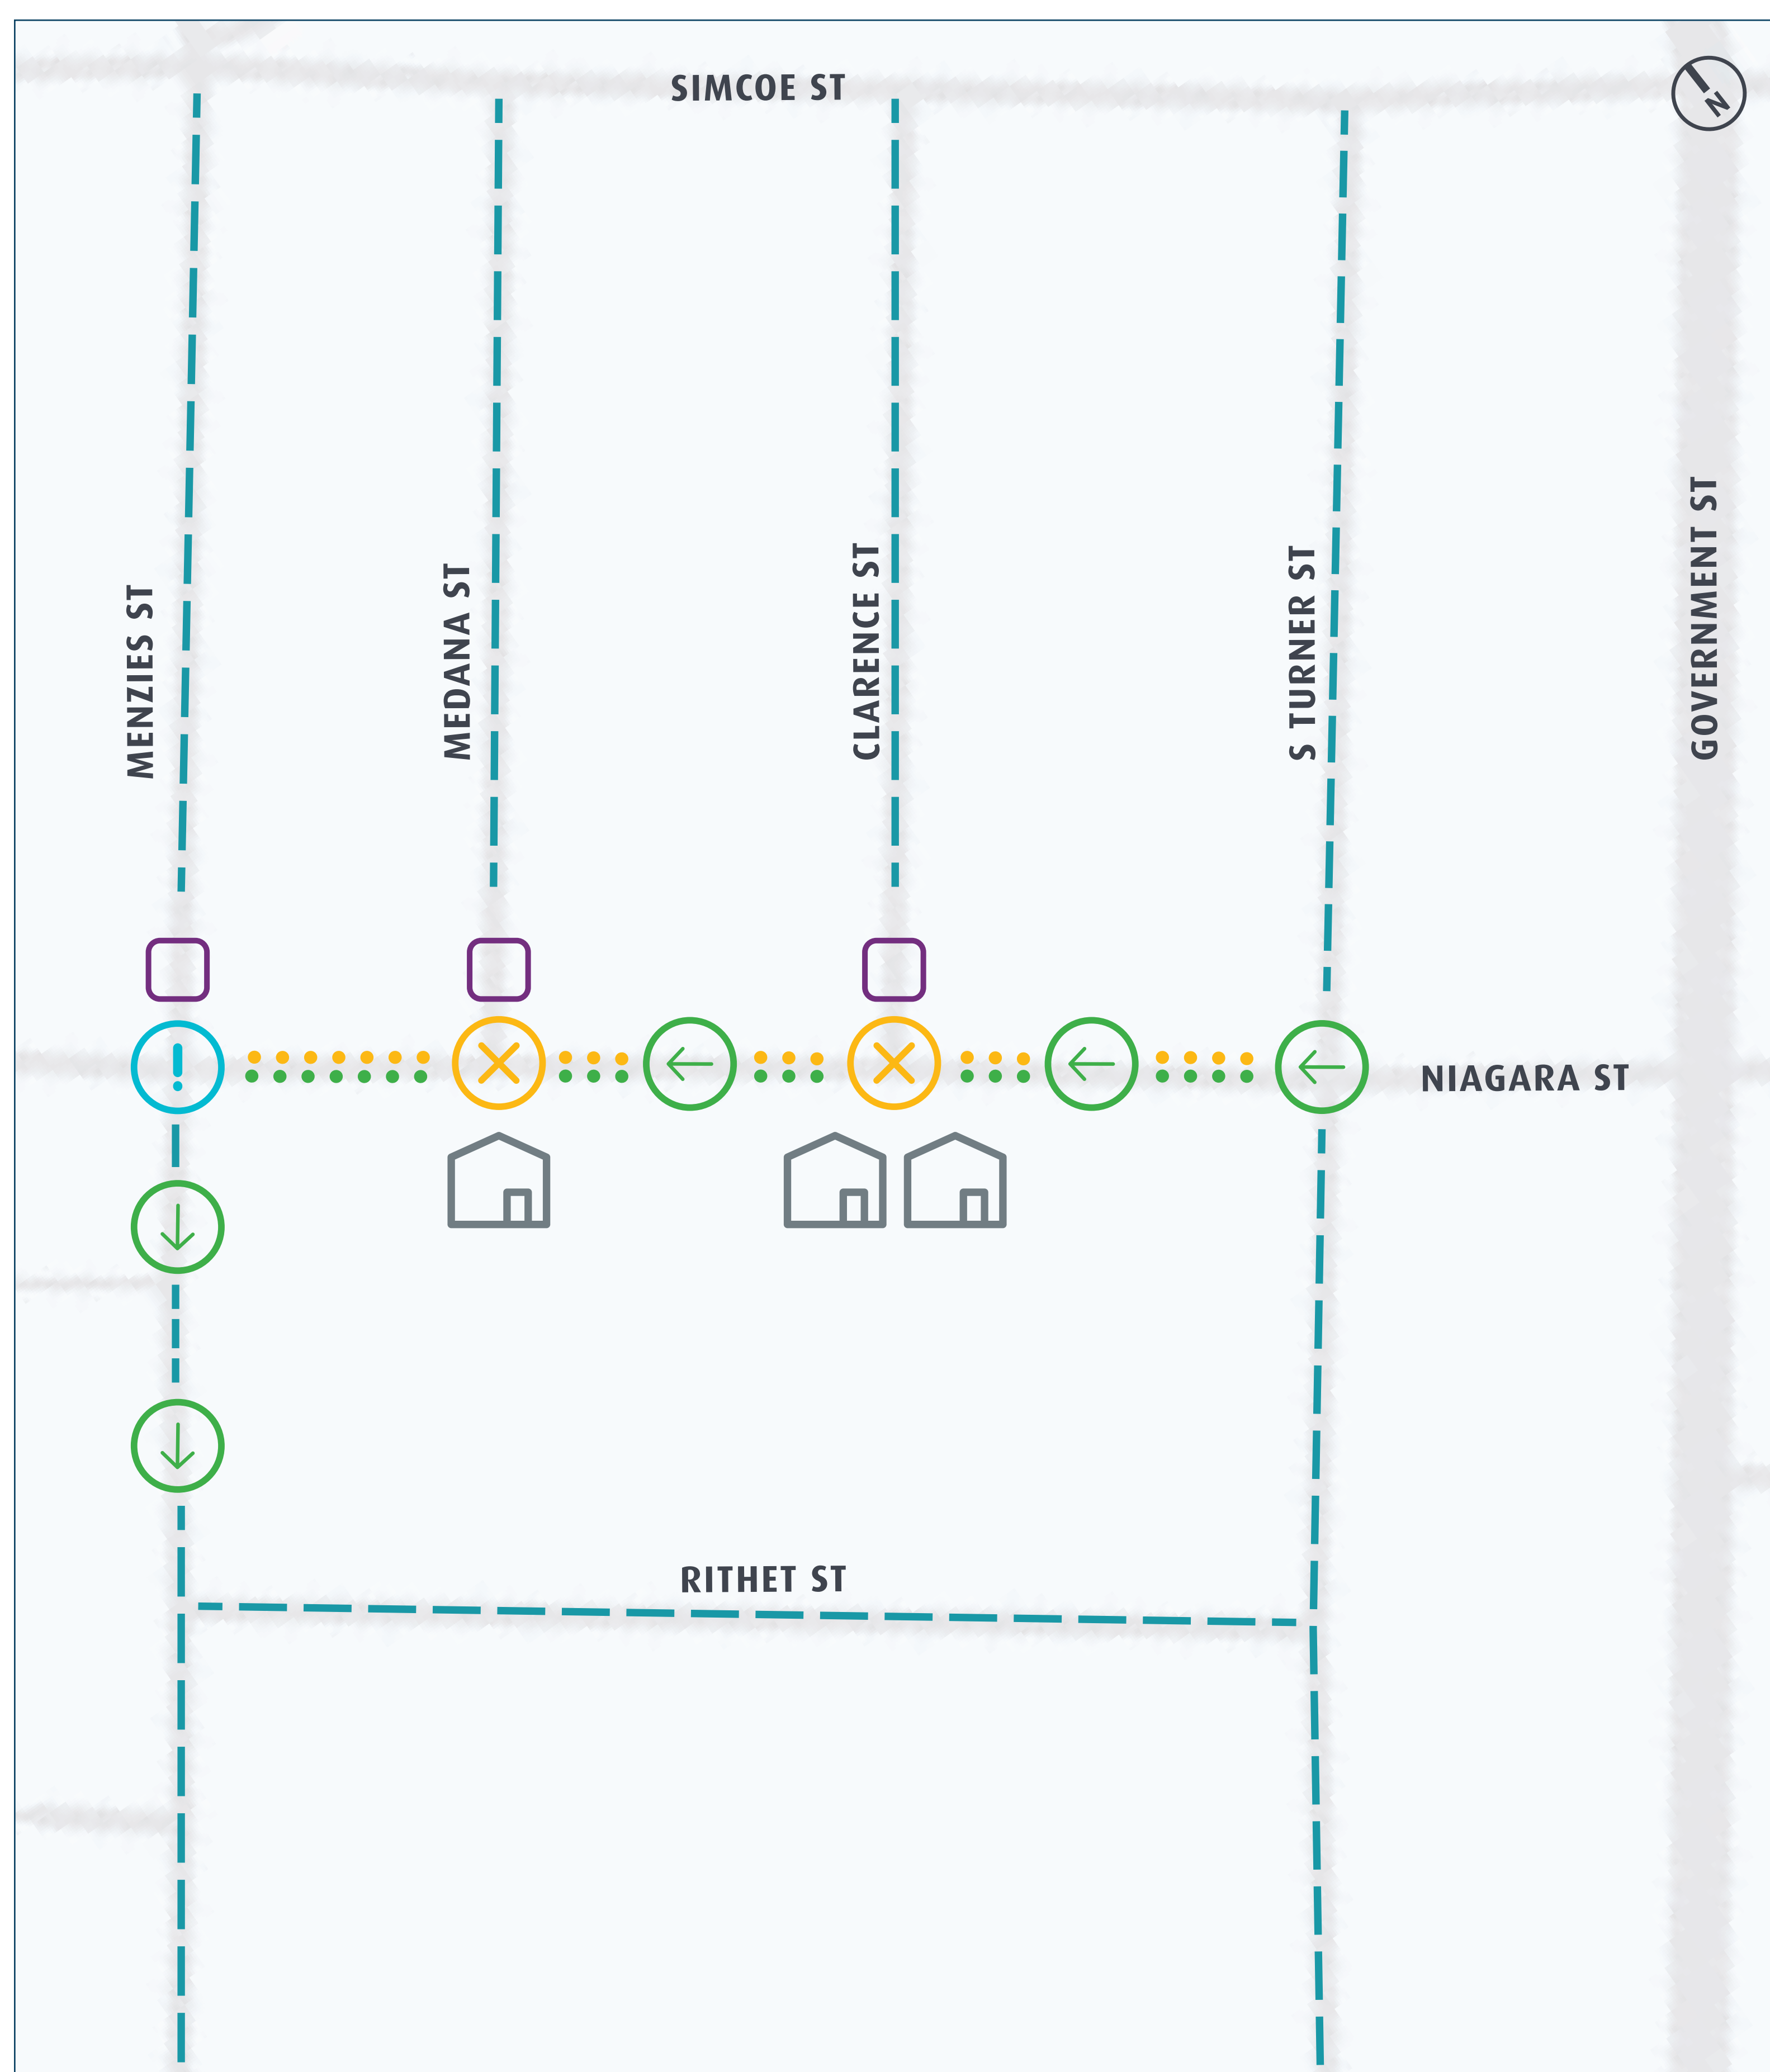 SIMCOE ST
N
MENZIES ST
MEDANA ST
CLARENCE ST
S TURNER ST
GOVERNMENT ST
NIAGARA ST
RITHET ST